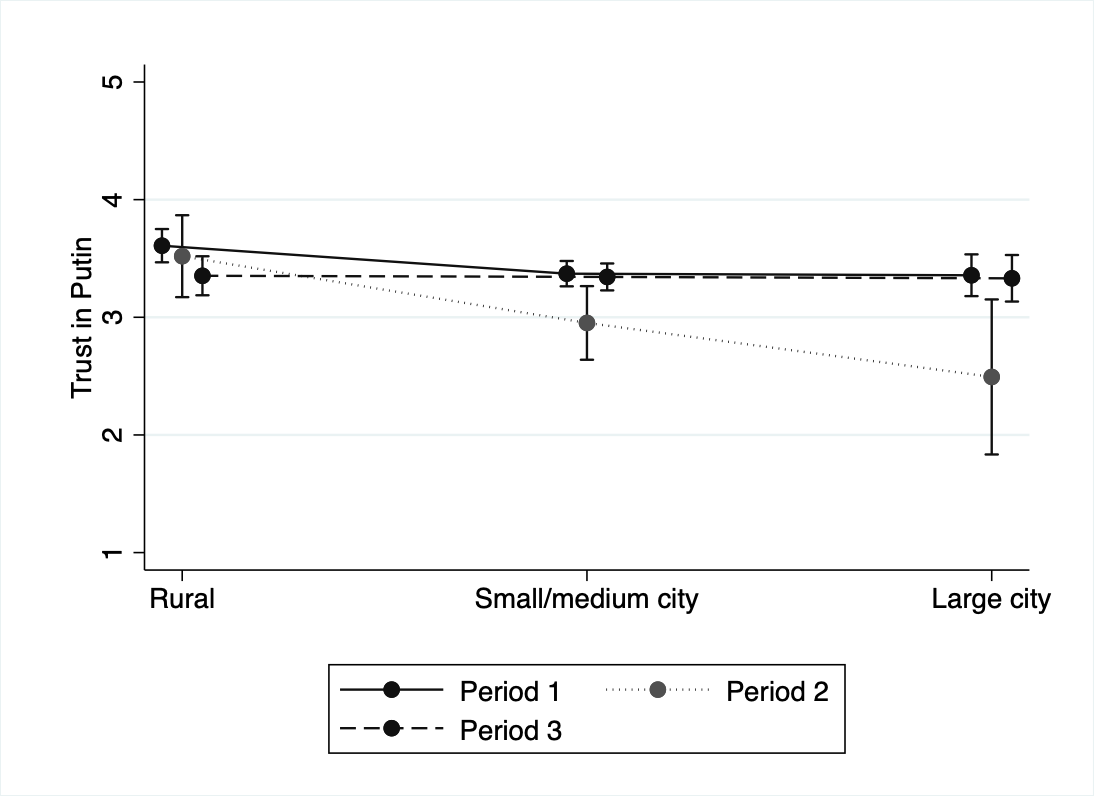 Trust in Putin
5
4
3
2
1
Rural Small/medium city Large city
Period 1 Period 2
Period 3